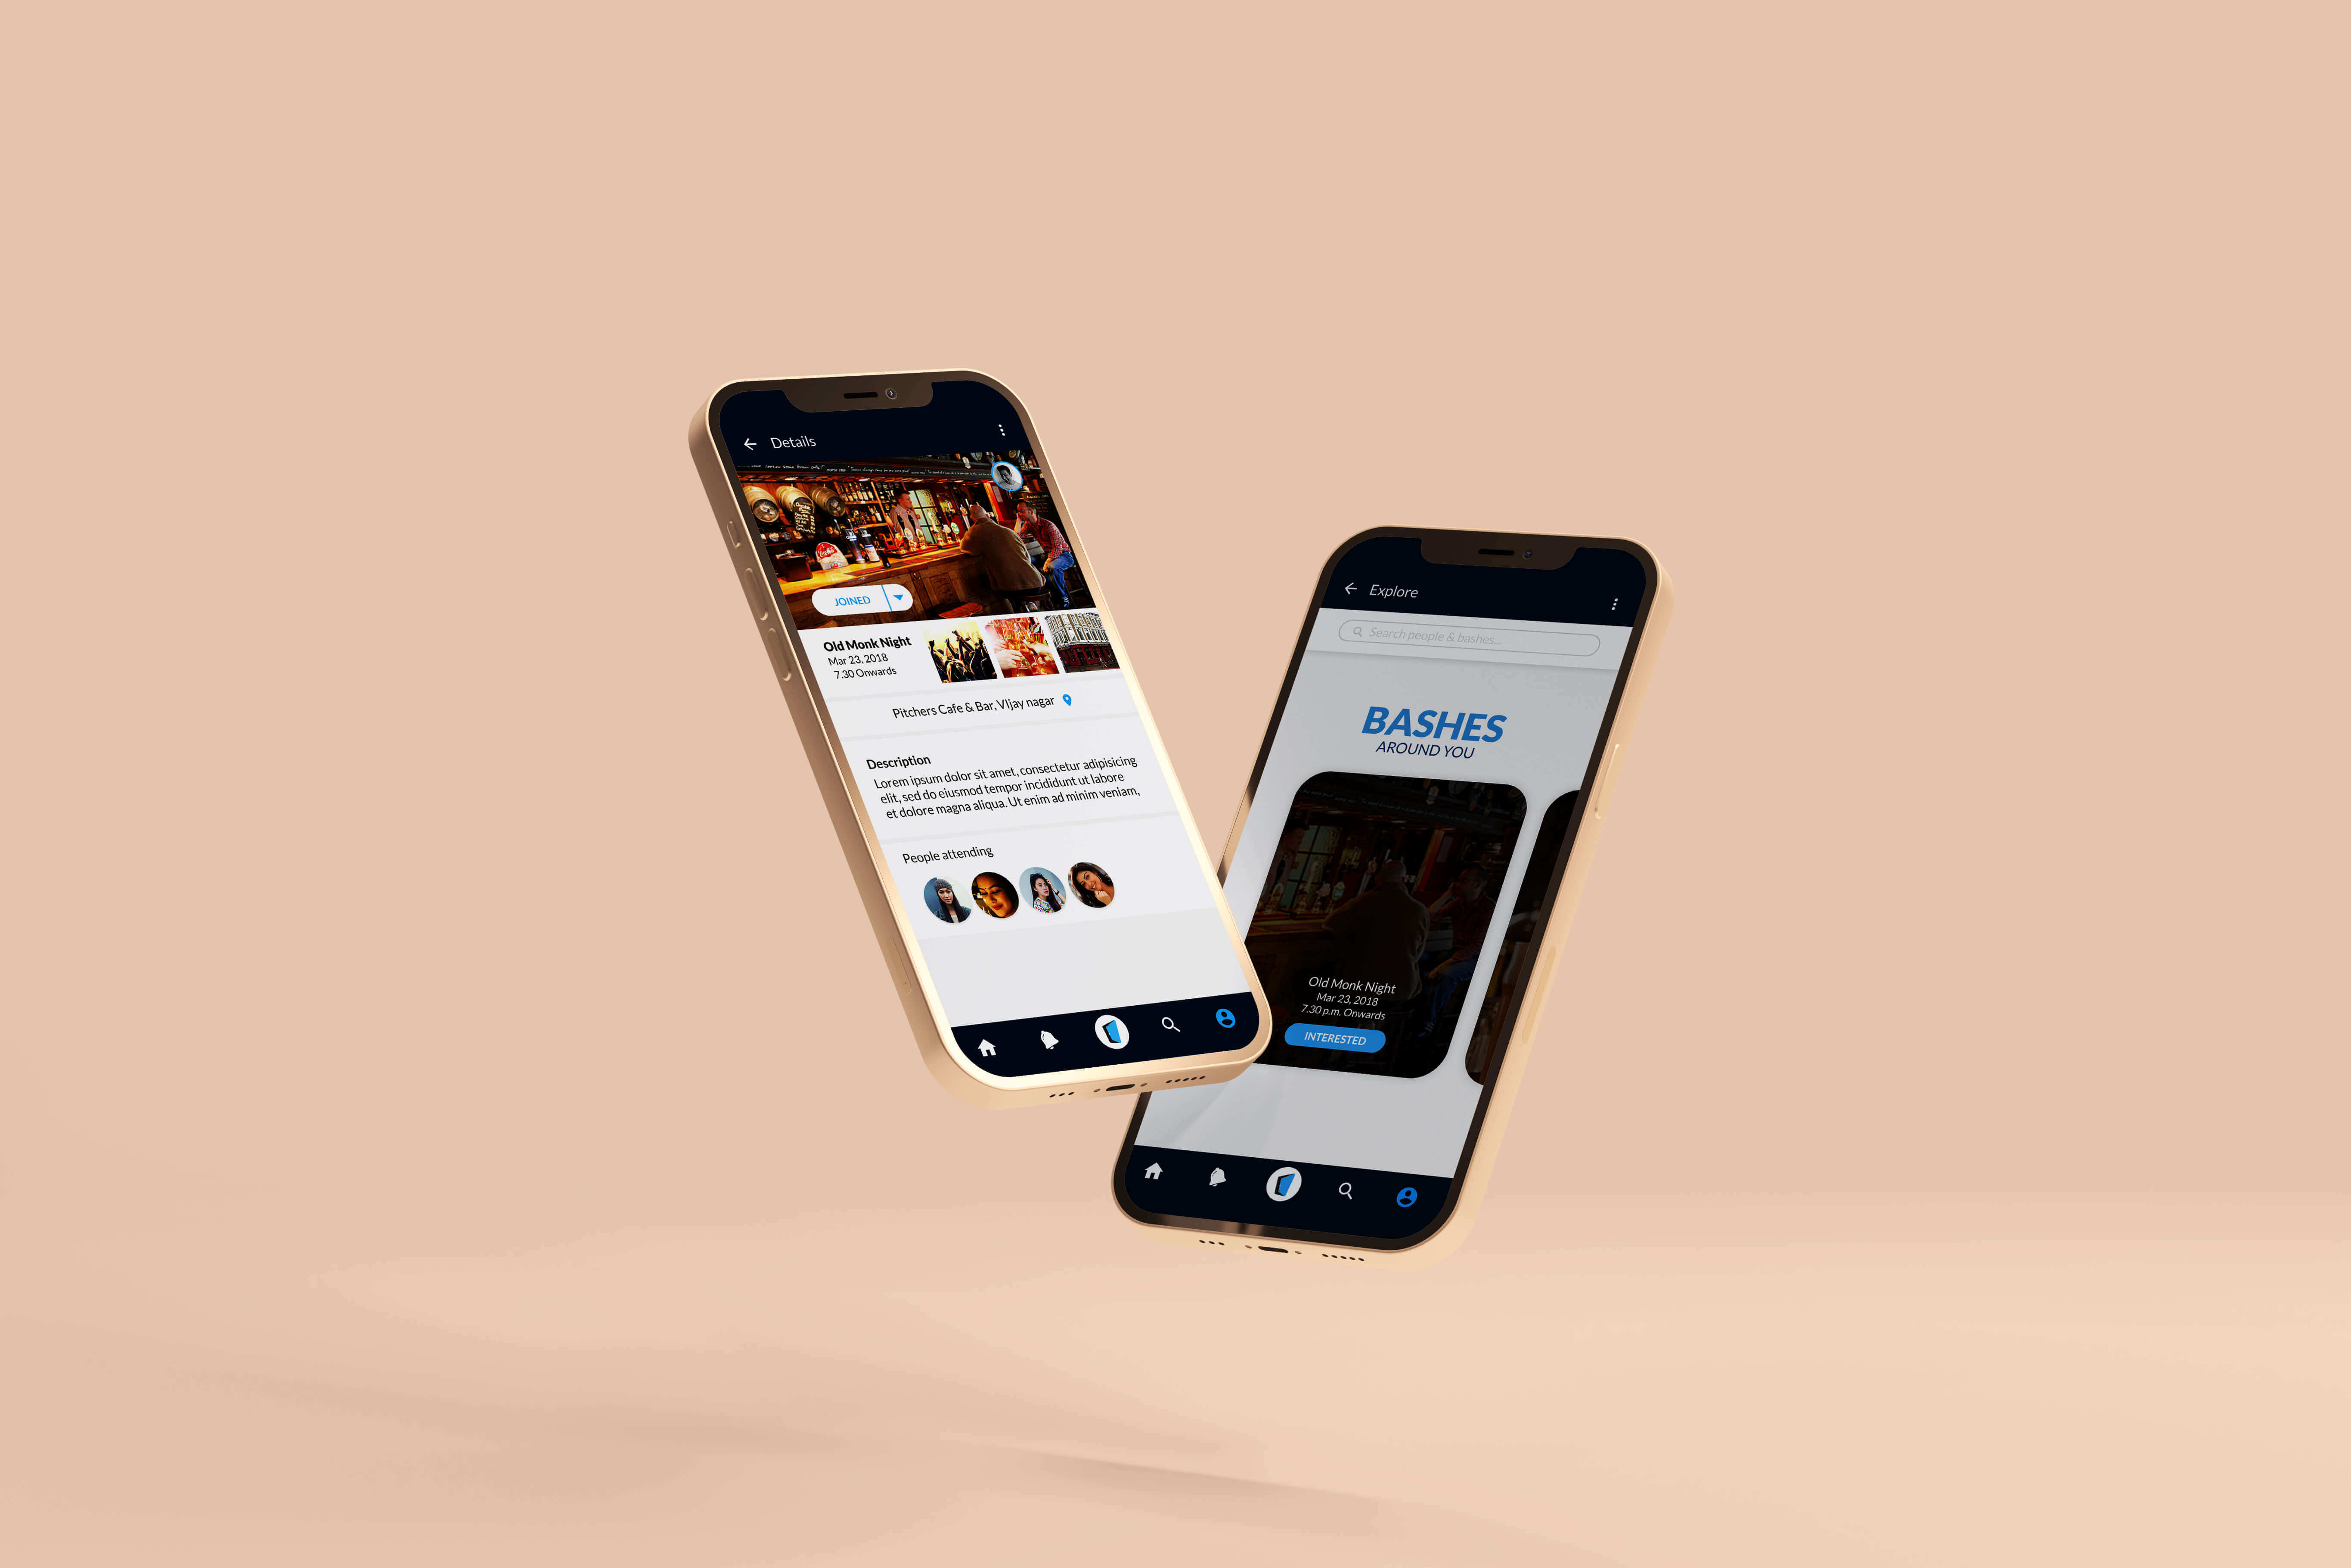 Details
JOINED
Old Monk Night
Mar 23, 2018
7.30 Onwards
Pitchers Cafe & Bar, VIjay nagar
Description
Lorem ipsum dolor sit amet, consectetur adipisicing
elit, sed do eiusmod tempor incididunt ut labore
et dolore magna aliqua. Ut enim ad minim veniam,
People attending
Explore
Search people & bashes...
BASHES
AROUND YOU
Old Monk Night
Mar 23, 2018
7.30 p.m. Onwards
INTERESTED